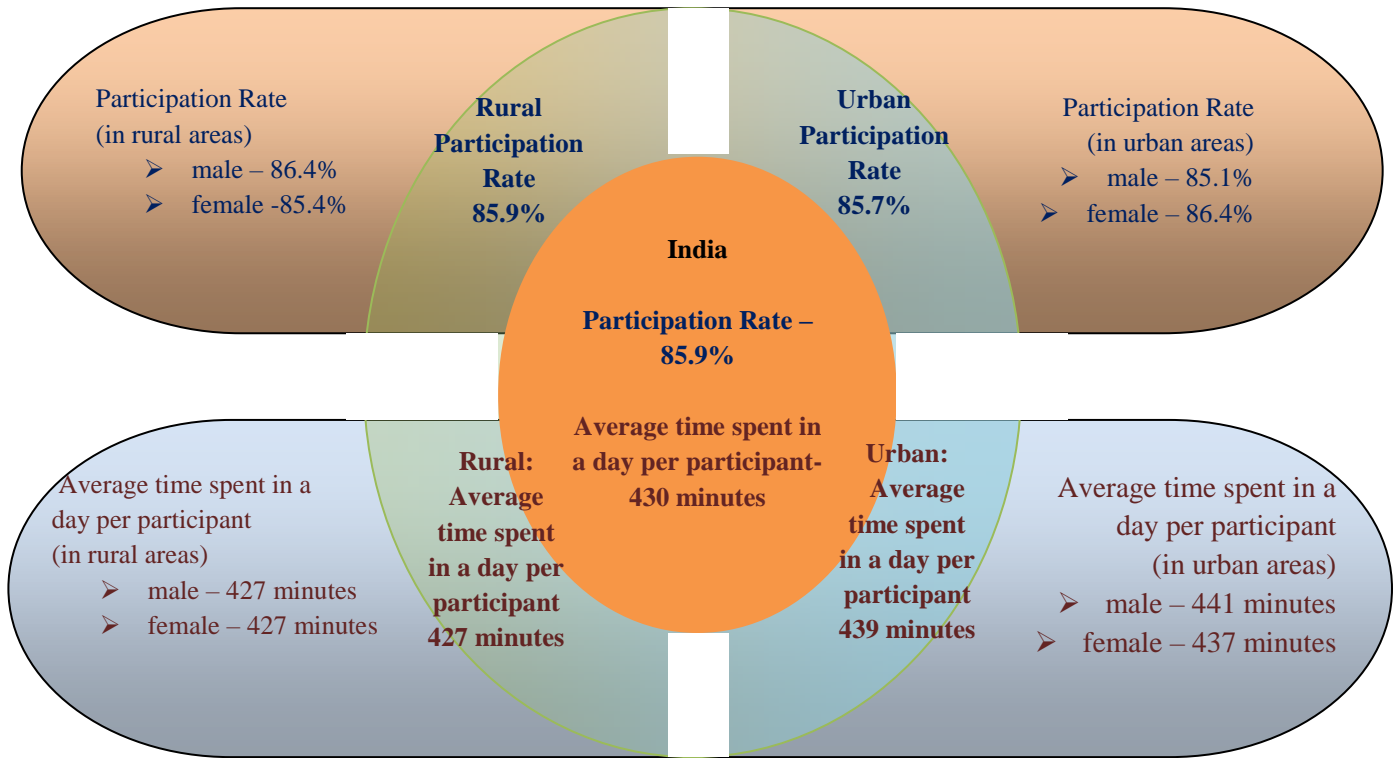 Participation Rate
(in rural areas)
➢ male – 86.4%
➢ female -85.4%
Rural
Participation
Rate
85.9%
Urban
Participation
Rate
85.7%
Participation Rate
(in urban areas)
➢ male – 85.1%
➢ female – 86.4%
India
Participation Rate –
85.9%
Average time spent in
a day per participant-
430 minutes
Average time spent in a
day per participant
(in rural areas)
➢ male – 427 minutes
➢ female – 427 minutes
Rural:
Average
time spent
in a day per
participant
427 minutes
Urban:
Average
time spent
in a day per
participant
439 minutes
Average time spent in a
day per participant
(in urban areas)
➢ male – 441 minutes
➢ female – 437 minutes